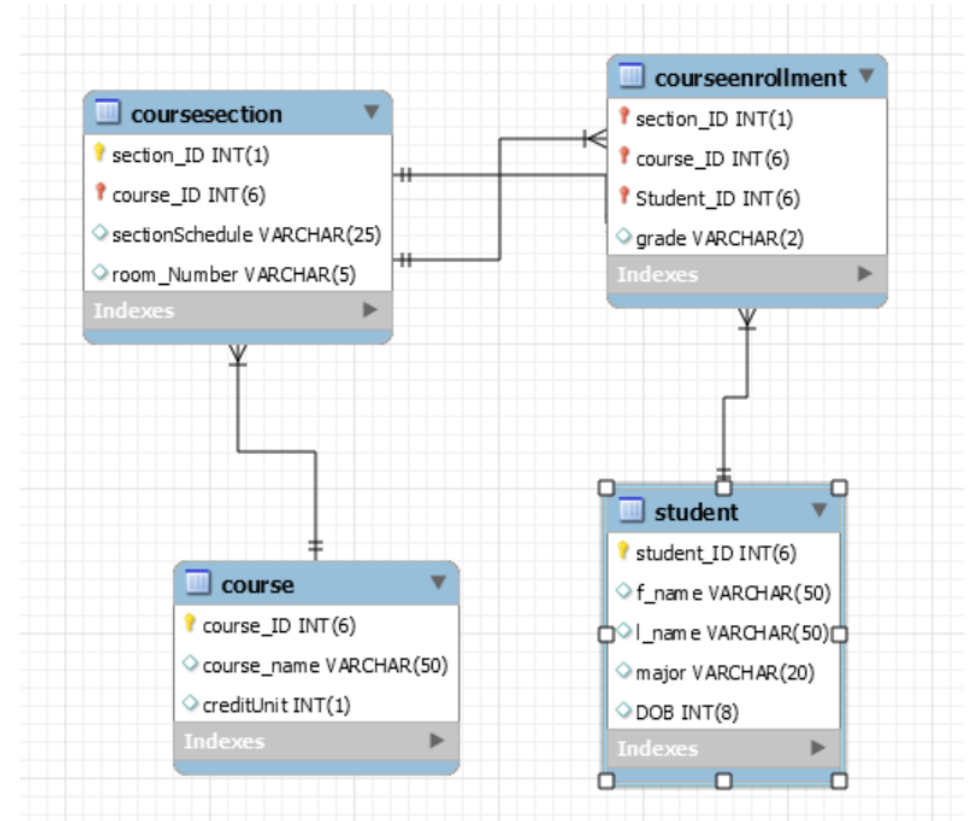 coursesection
section_ID INT(1)
course_ID INT(6)
sectionSchedule VARCHAR(25)
room_Number VARCHAR(5)
Indexes
courseenrollment
section_ID INT(1)
course_ID INT(6)
Student_ID INT(6)
grade VARCHAR(2)
Indexes
course
course_ID INT(6)
course_name VARCHAR(50)
creditUnit INT(1)
Indexes
student
student_ID INT(6)
f_name VARCHAR(50)
l_name VARCHAR(50)
major VARCHAR(20)
DOB INT(8)
Indexes